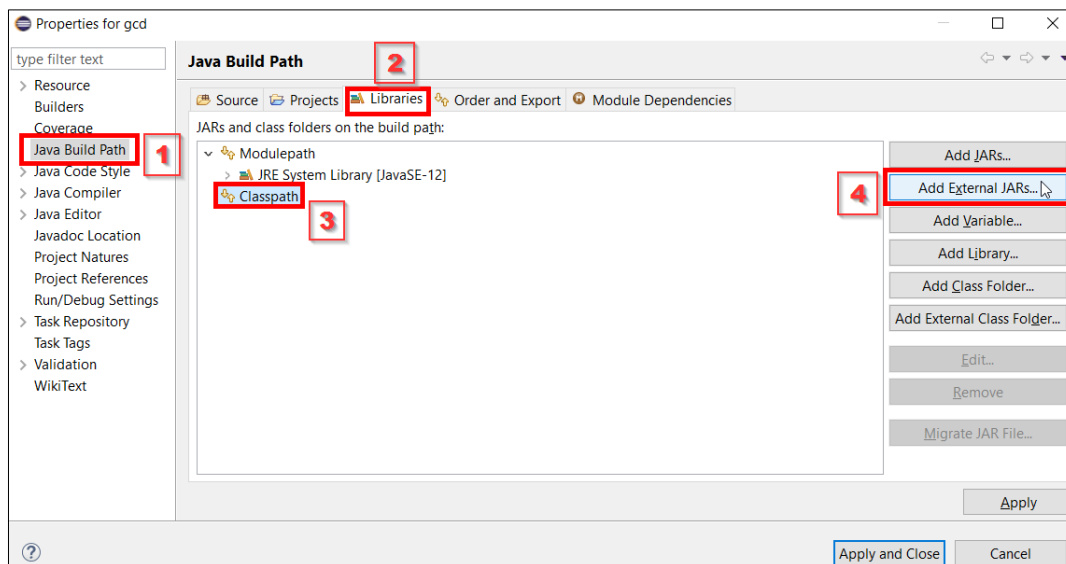 Properties for gcd
type filter text
Resource
Builders
Coverage
Java Build Path
Java Code Style
Java Compiler
Java Editor
Javadoc Location
Project Natures
Project References
Run/Debug Settings
Task Repository
Task Tags
Validation
WikiText
1
Java Build Path
2
Source Projects Libraries Order and Export Module Dependencies
JARs and class folders on the build path:
Modulepath
JRE System Library [JavaSE-12]
Classpath
3
4
Add JARs...
Add External JARs...
Add Variable...
Add Library...
Add Class Folder...
Add External Class Folder...
Edit...
Remove
Migrate JAR File...
Apply
?
Apply and Close Cancel